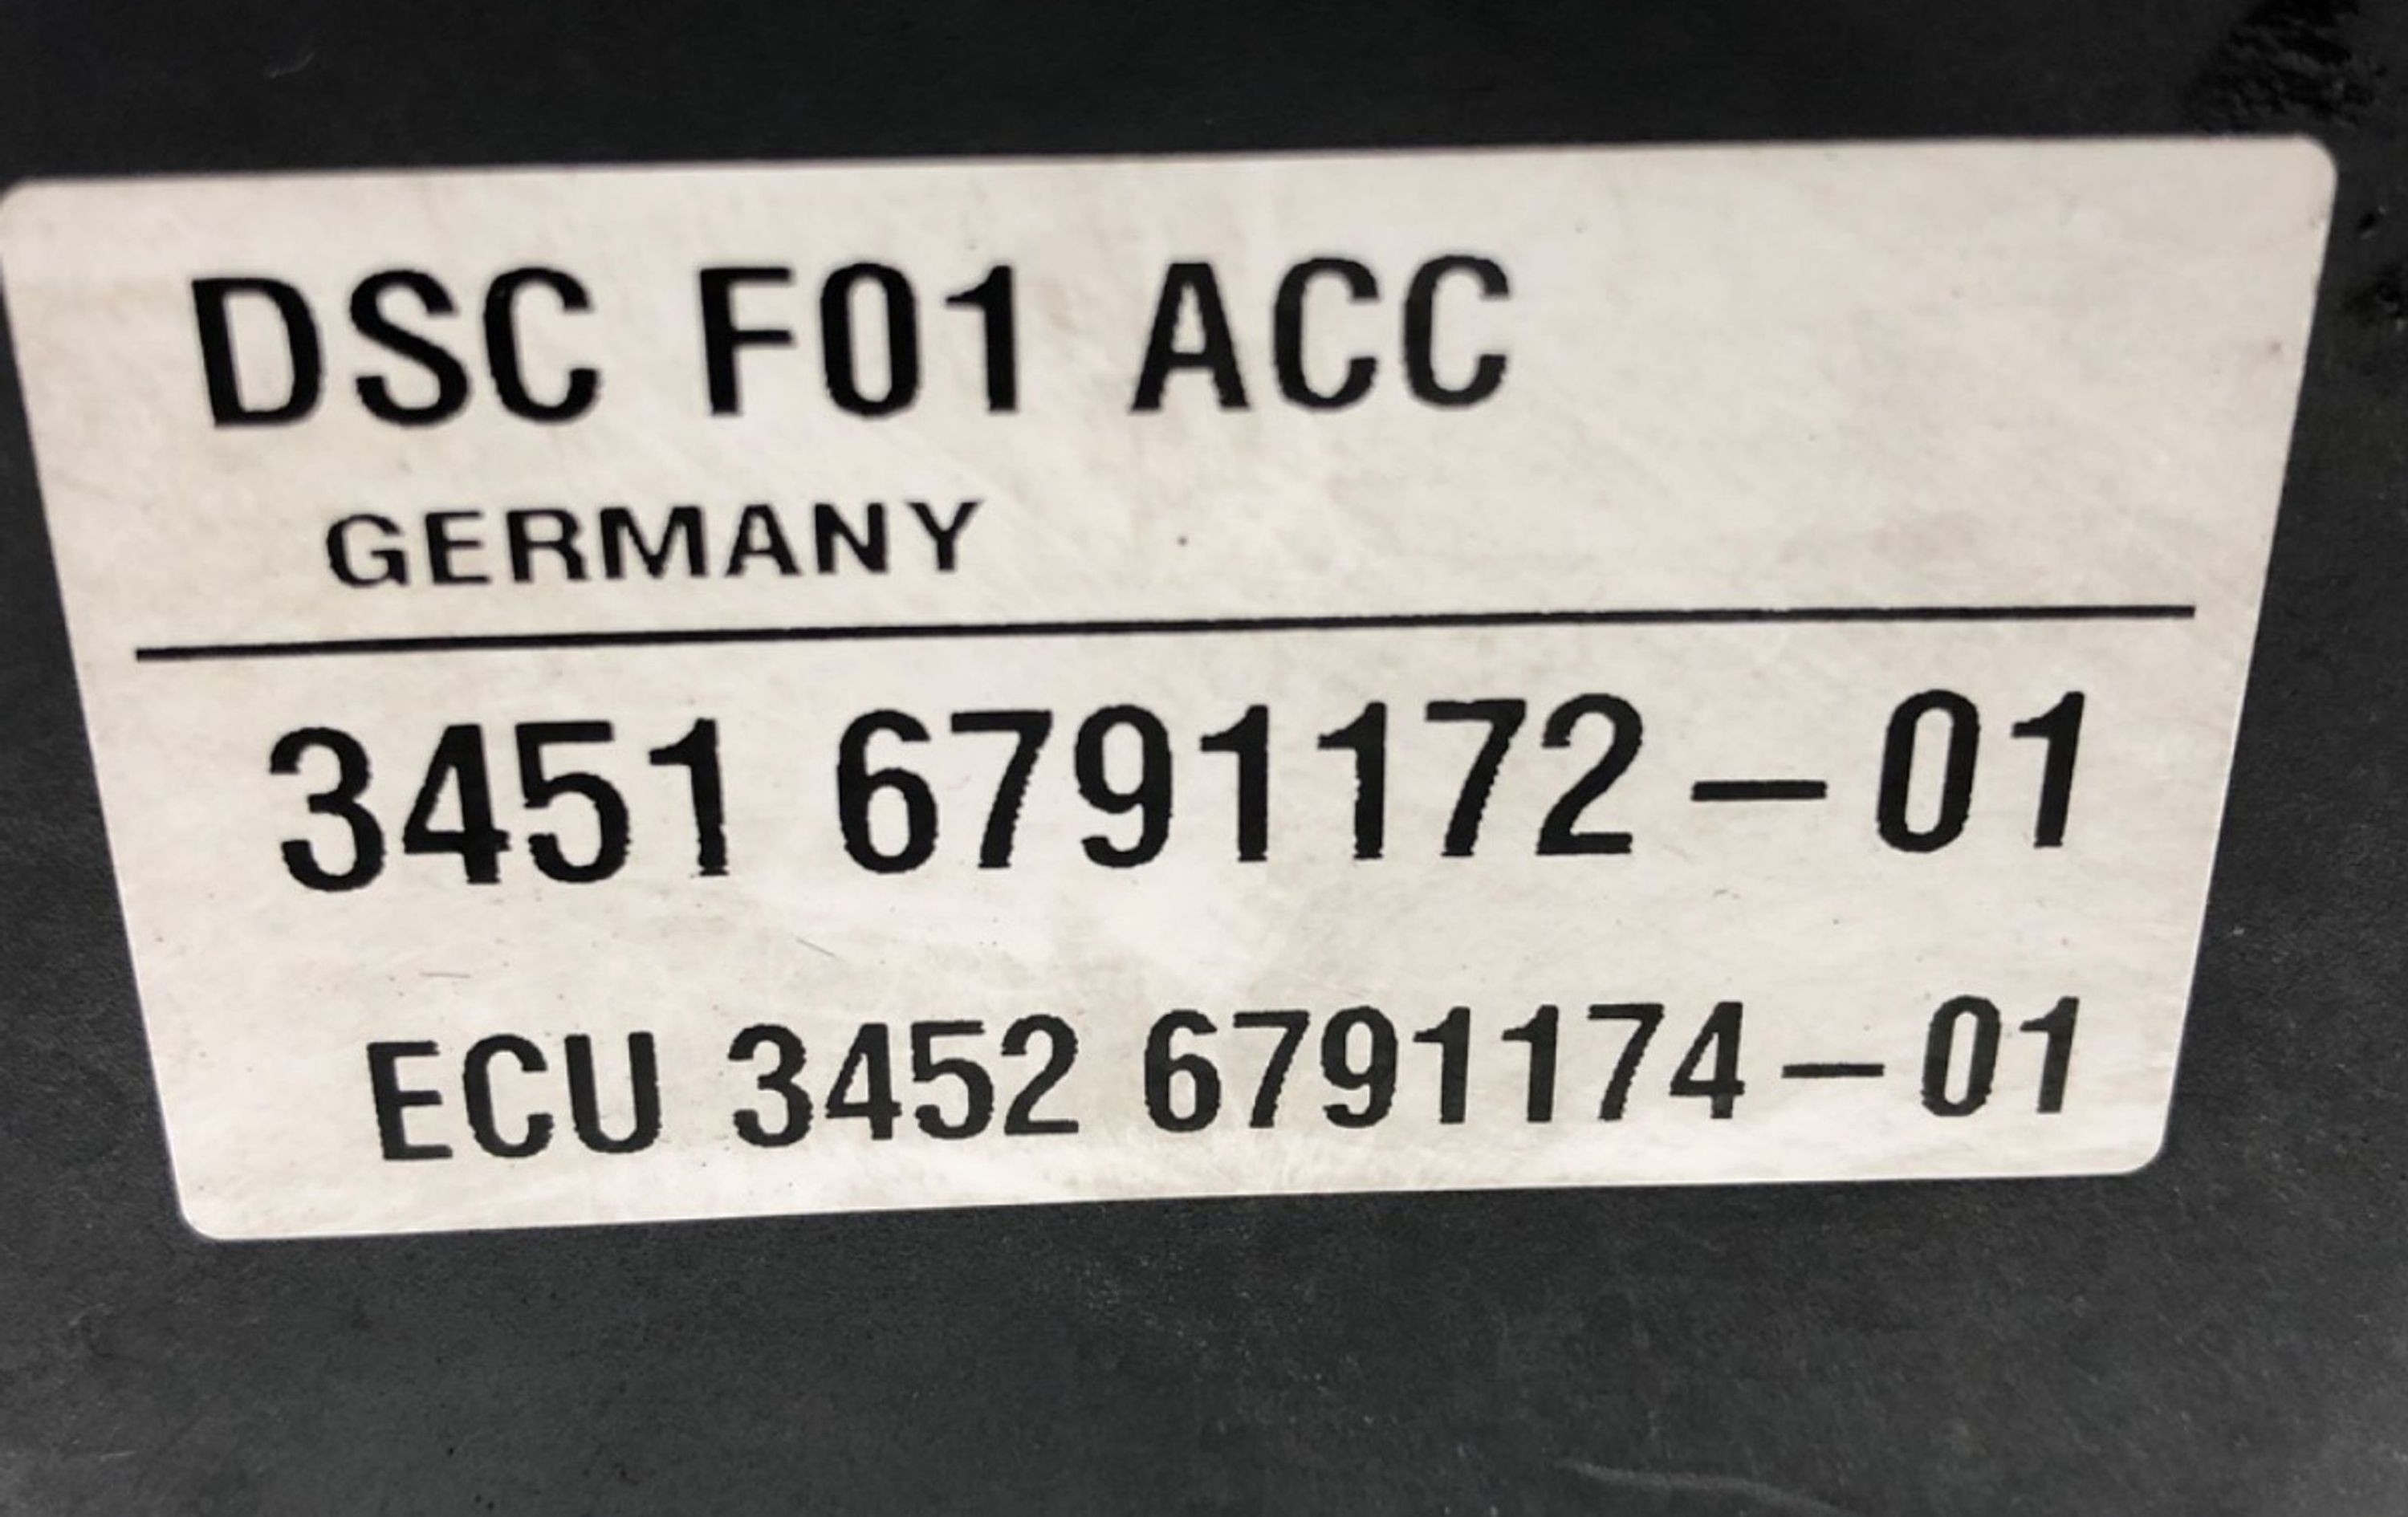 DSC F01 ACC
GERMANY
3451 6791172-01
ECU 3452 6791174-01